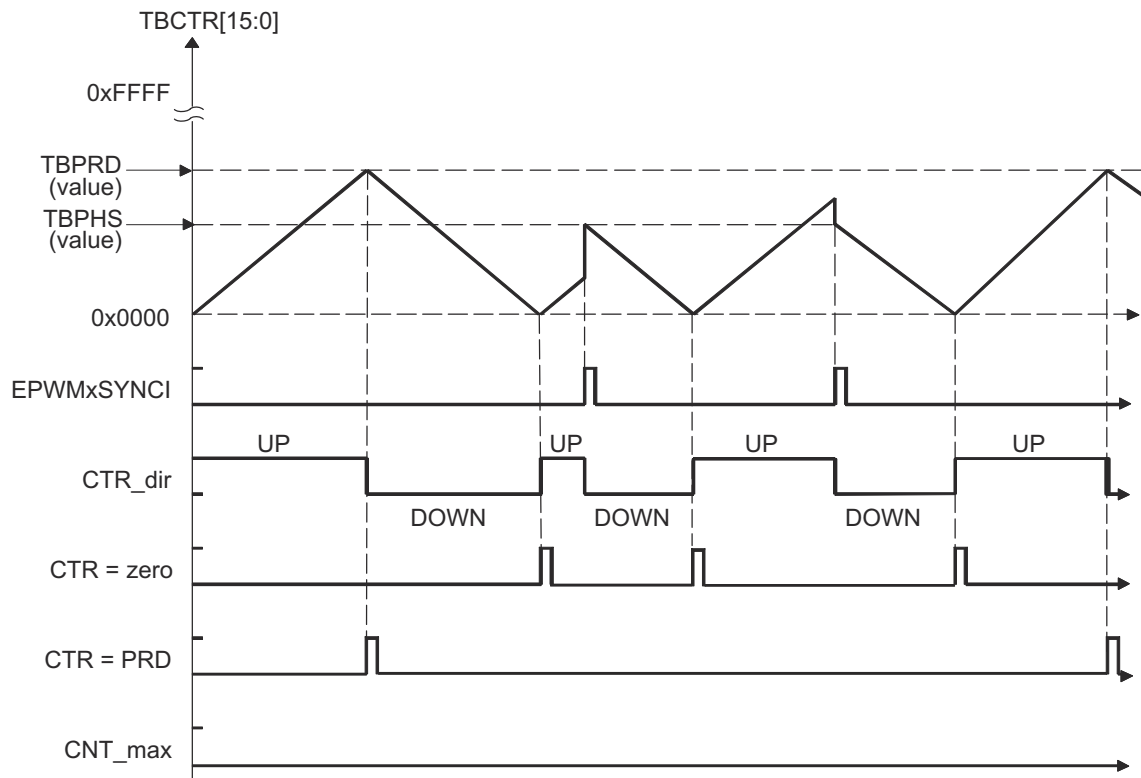 TBCTR[15:0]
0xFFFF
TBPRD
(value)
TBPHS
(value)
0x0000
EPWMxSYNCI
UP UP UP UP
CTR_dir
DOWN DOWN DOWN
CTR = zero
CTR = PRD
CNT_max